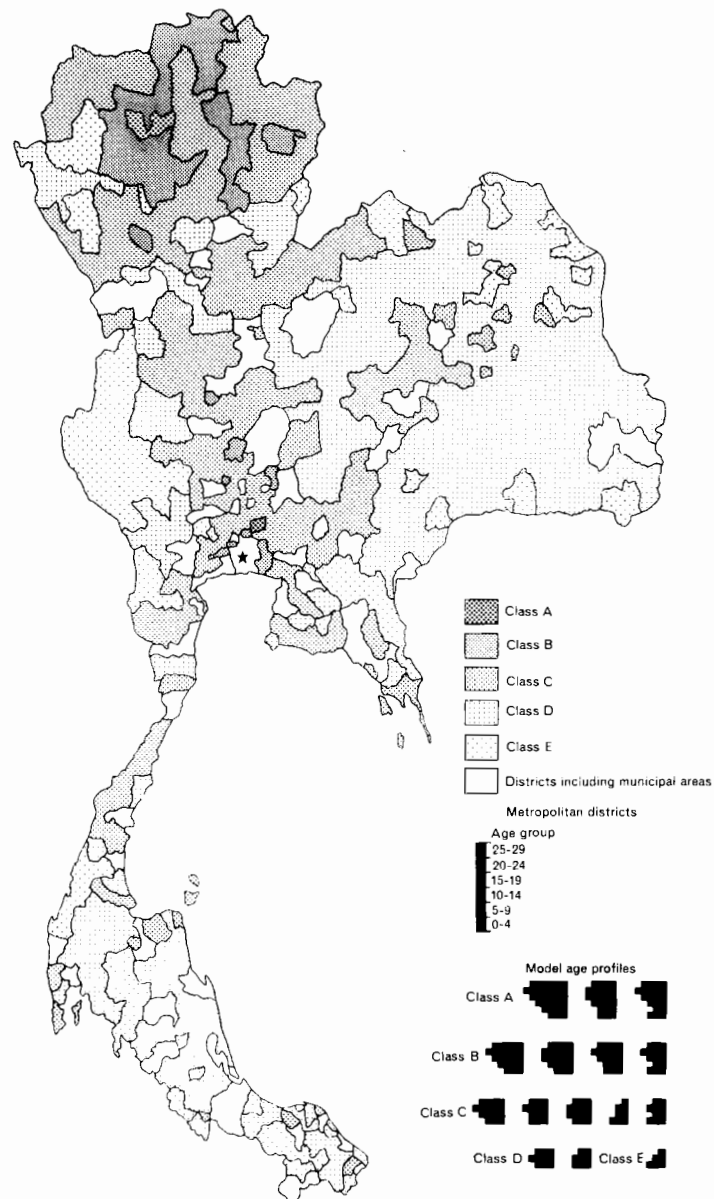 Class A
Class B
Class C
Class D
Class E
Districts including municipal areas
Metropolitan districts
Age group
25-29
20-24
15-19
10-14
5-9
0-4
Model age profiles
Class A
Class B
Class C
Class D Class E